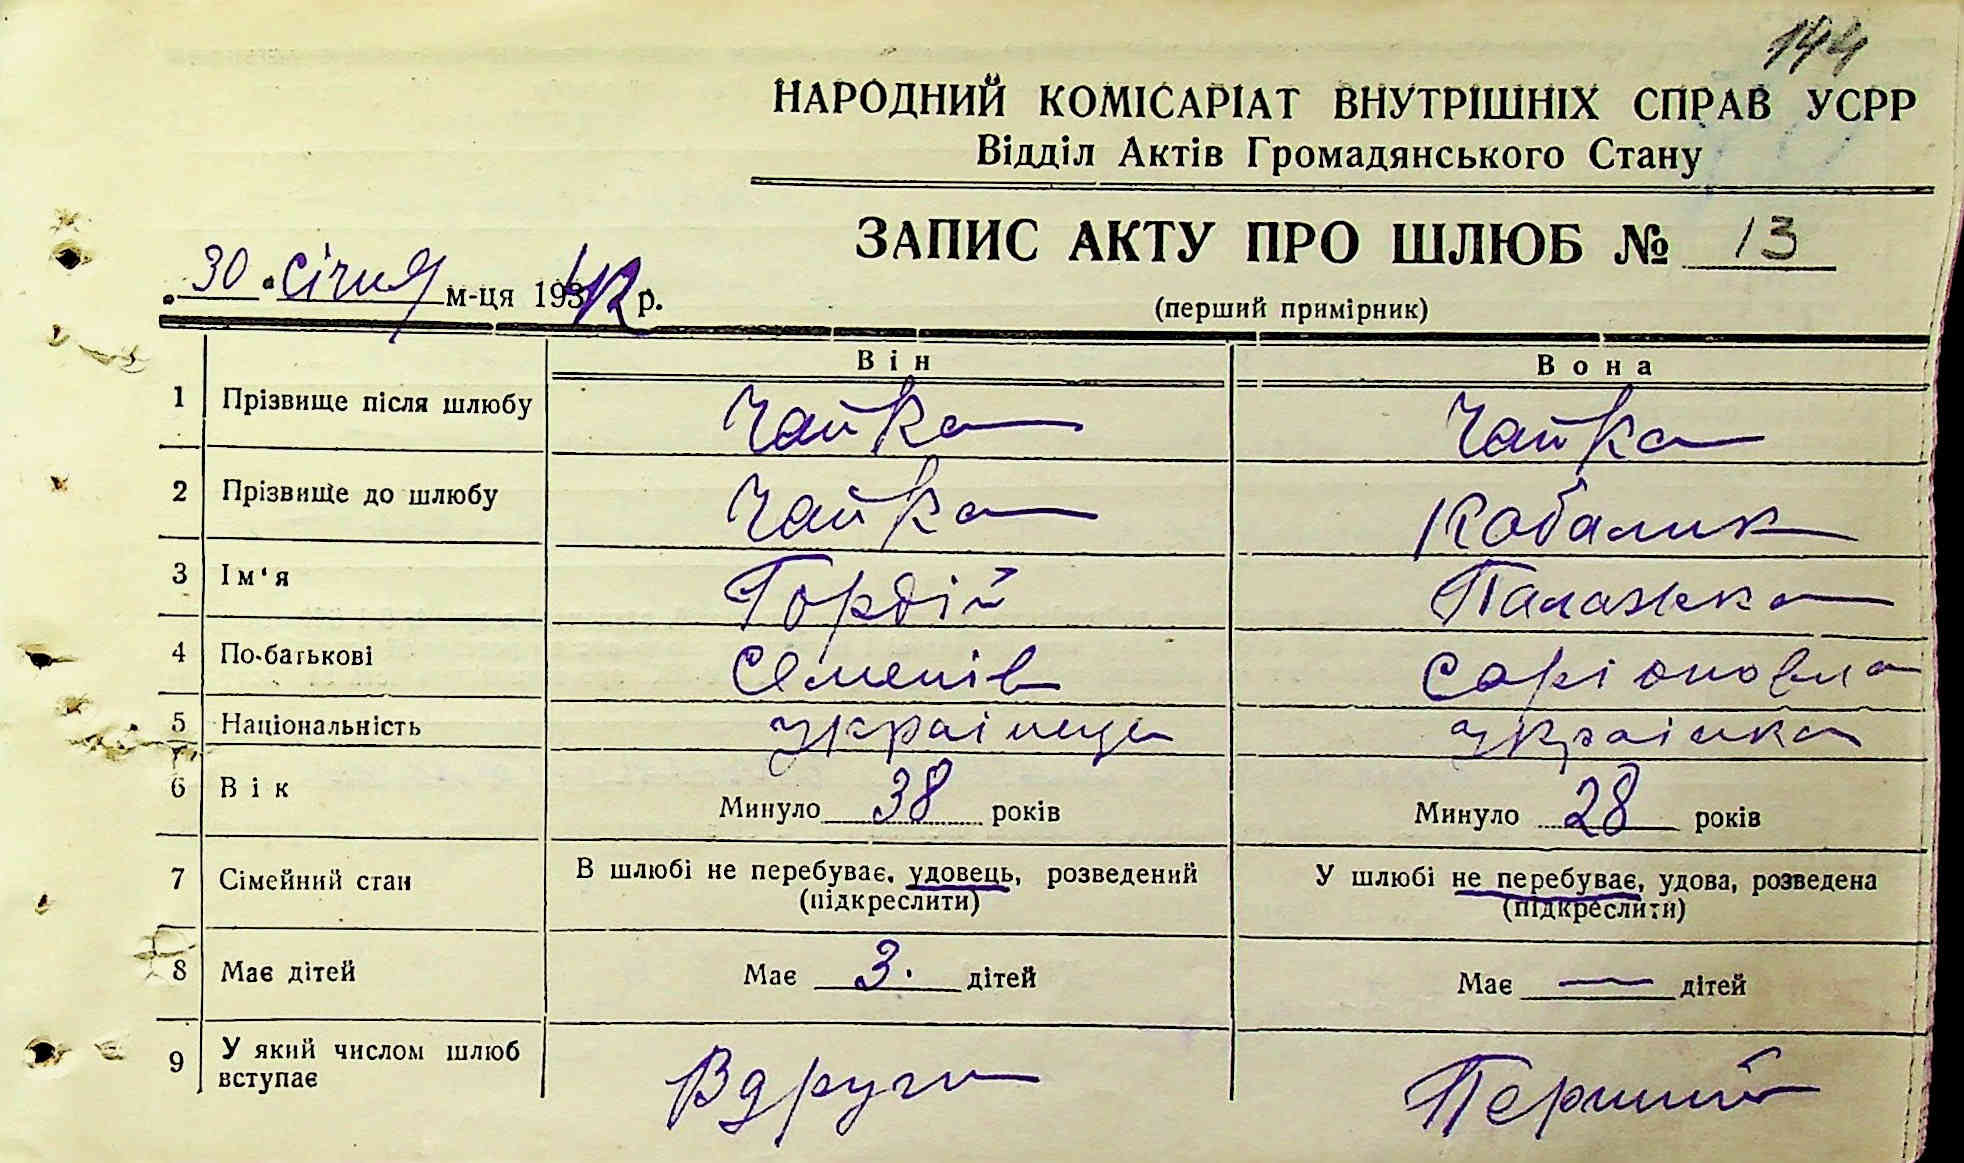 144
НАРОДНИЙ КОМІСАРІАТ ВНУТРІШНІХ СПРАВ УСРР
Відділ Актів Громадянського Стану
ЗАПИС АКТУ ПРО ШЛЮБ № 13
30 січня м-ця 1942 р.
(перший примірник)
Він Вона
1 Прізвище після шлюбу Чайка Чайка
2 Прізвище до шлюбу Чайка Кобалик
3 Ім'я Гордій Палажка
4 По-батькові Семенів Саріоновна
5 Національність українець українка
6 Вік Минуло 38 років Минуло 28 років
7 Сімейний стан В шлюбі не перебуває, удовець, розведений У шлюбі не перебуває, удова, розведена
(підкреслити) (підкреслити)
8 Має дітей Має 3. дітей Має — дітей
9 У який числом шлюб вступає Вдруги Перший